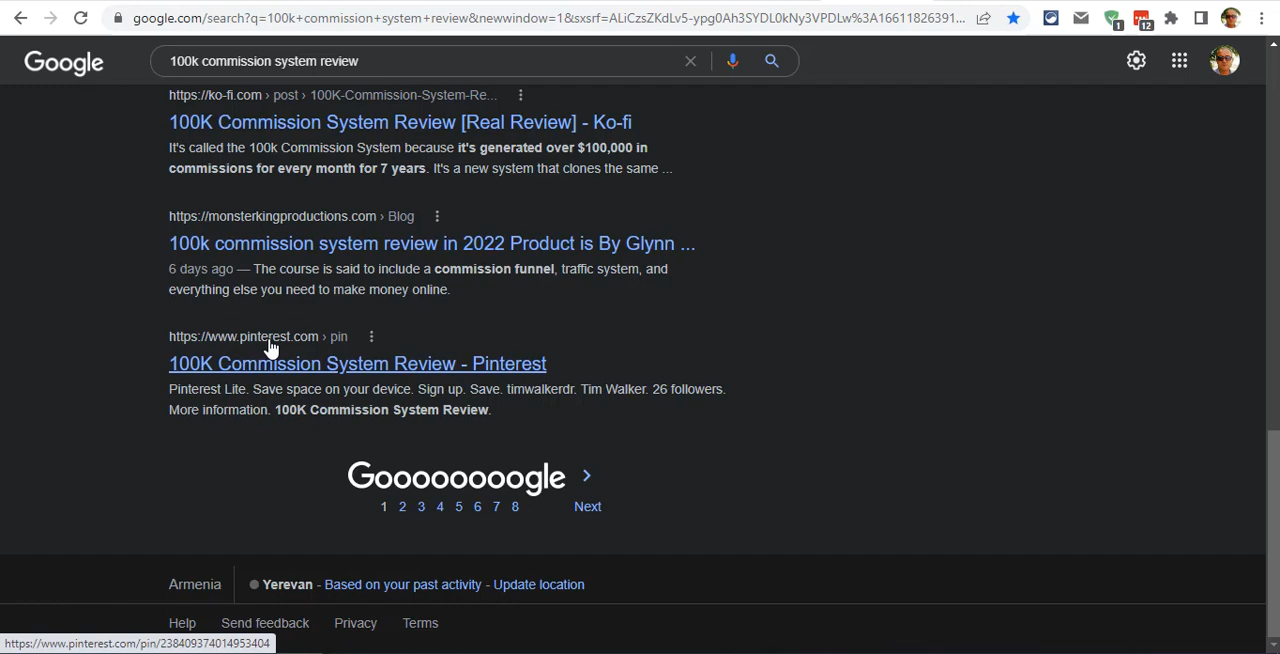 google.com/search?q=100k+commission+system+review&newwindow=1&sxsrf=ALiCzsZKdLv5-ypg0Ah3SYDL0kNy3VPDLw%3A16611826391...
1
12
Google
100k commission system review
https://ko-fi.com › post › 100K-Commission-System-Re...
100K Commission System Review [Real Review] - Ko-fi
It's called the 100k Commission System because it's generated over $100,000 in
commissions for every month for 7 years. It's a new system that clones the same ...
https://monsterkingproductions.com › Blog
100k commission system review in 2022 Product is By Glynn ...
6 days ago — The course is said to include a commission funnel, traffic system, and
everything else you need to make money online.
https://www.pinterest.com › pin
100K Commission System Review - Pinterest
Pinterest Lite. Save space on your device. Sign up. Save. timwalkerdr. Tim Walker. 26 followers.
More information. 100K Commission System Review.
Goooooooogle >
1 2 3 4 5 6 7 8 Next
Armenia Yerevan - Based on your past activity - Update location
Help Send feedback Privacy Terms
https://www.pinterest.com/pin/238409374014953404